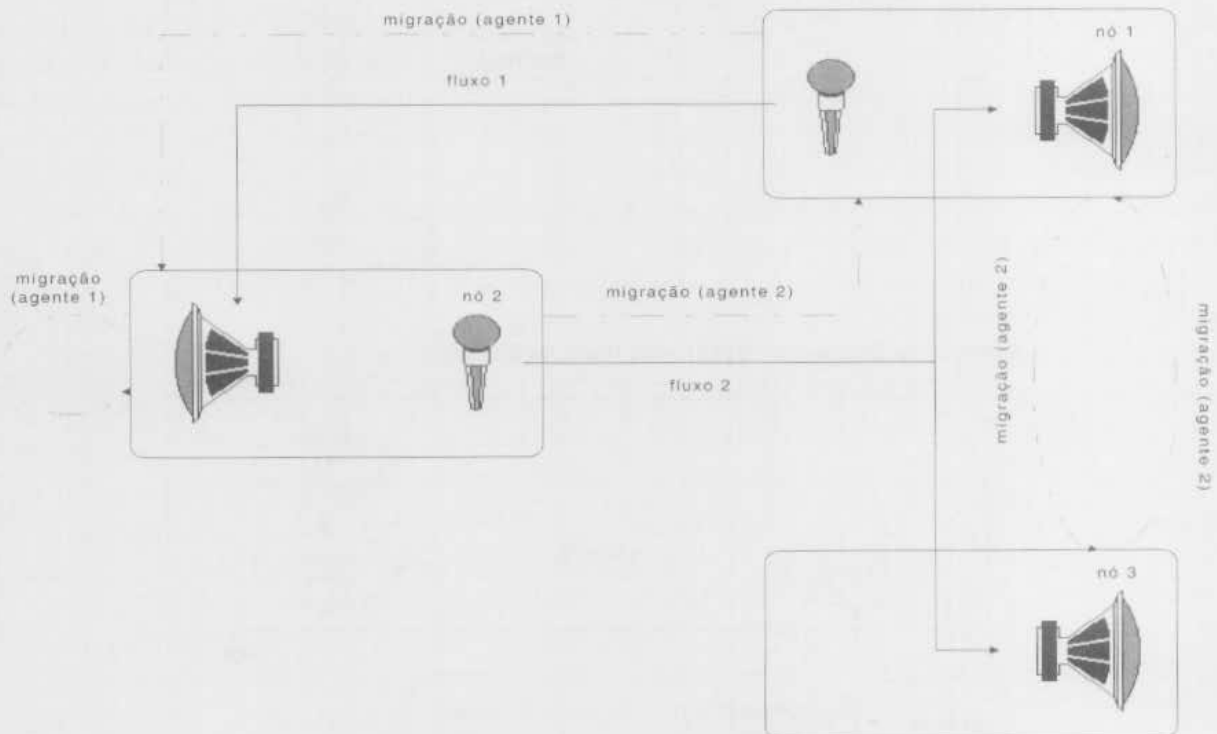 migração (agente 1)
nó 1
fluxo 1
migração
(agente 1)
nó 2
migração (agente 2)
fluxo 2
migração (agente 2)
migração (agente 2)
nó 3